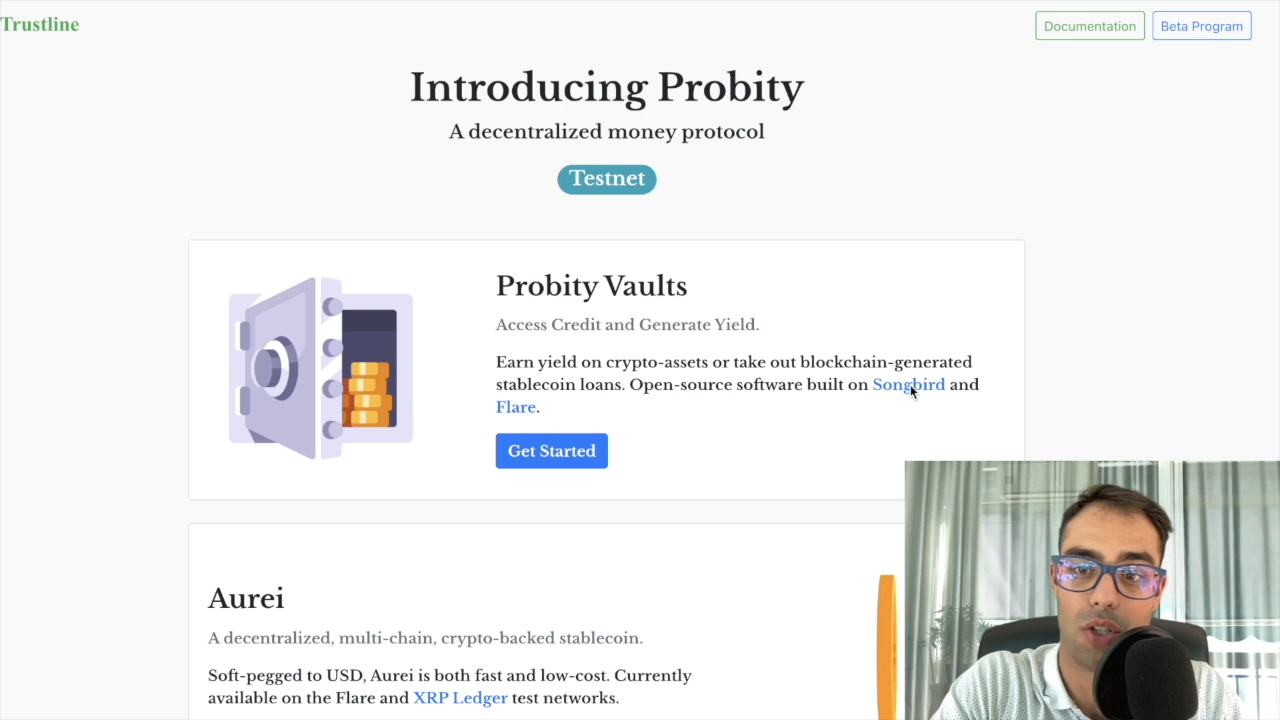 Trustline
Documentation
Beta Program
Introducing Probity
A decentralized money protocol
Testnet
Probity Vaults
Access Credit and Generate Yield.
Earn yield on crypto-assets or take out blockchain-generated
stablecoin loans. Open-source software built on Songbird and
Flare.
Get Started
Aurei
A decentralized, multi-chain, crypto-backed stablecoin.
Soft-pegged to USD, Aurei is both fast and low-cost. Currently
available on the Flare and XRP Ledger test networks.